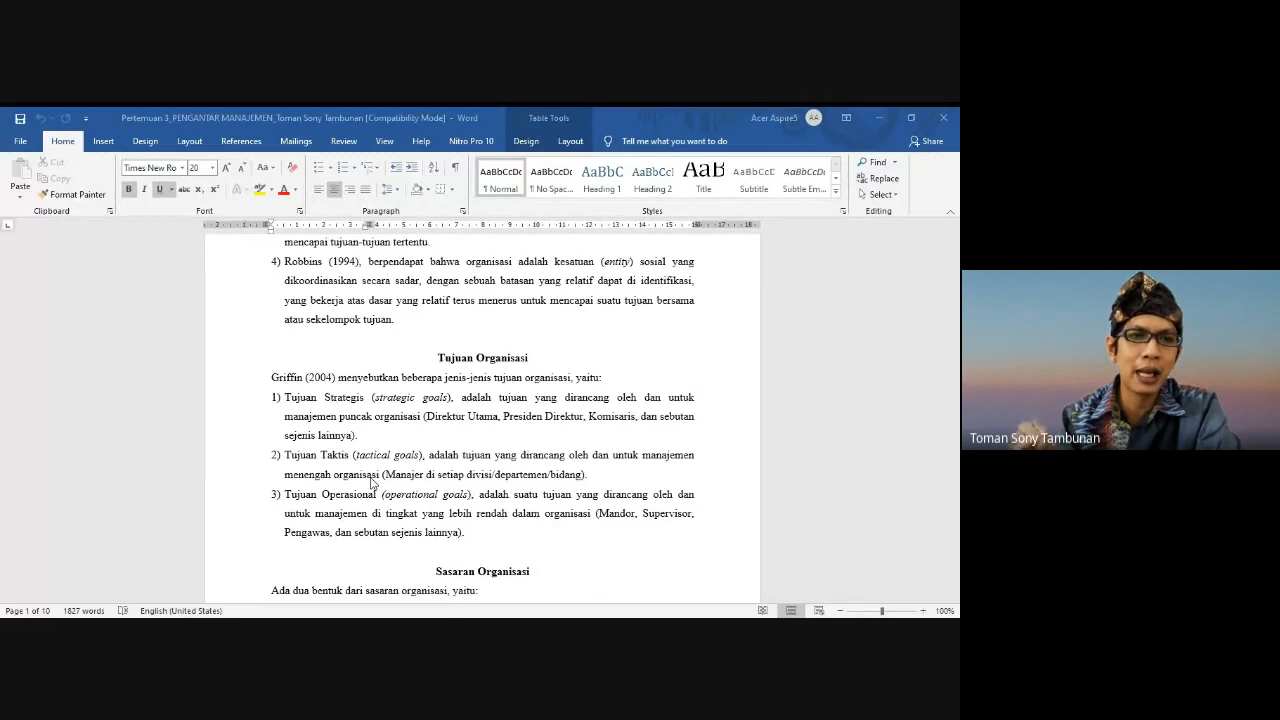 Pertemuan 3_PENGANTAR MANAJEMEN_Toman Sony Tambunan [Compatibility Mode] - Word
Table Tools
Acer Aspire5
AA
File
Home
Insert
Design
Layout
References
Mailings
Review
View
Help
Nitro Pro 10
Design
Layout
Tell me what you want to do
Share
Paste
Cut
Copy
Format Painter
Clipboard
Times New Ro
20
Font
Paragraph
AaBbCcDc
¶ Normal
AaBbCcDc
¶ No Spac...
AaBbC
Heading 1
AaBbCcI
Heading 2
AaB
Title
AaBbCcD
Subtitle
AaBbCcDc
Subtle Em...
Styles
Find
Replace
Select
Editing
mencapai tujuan-tujuan tertentu.
4) Robbins (1994), berpendapat bahwa organisasi adalah kesatuan (entity) sosial yang
dikoordinasikan secara sadar, dengan sebuah batasan yang relatif dapat di identifikasi,
yang bekerja atas dasar yang relatif terus menerus untuk mencapai suatu tujuan bersama
atau sekelompok tujuan.
Tujuan Organisasi
Griffin (2004) menyebutkan beberapa jenis-jenis tujuan organisasi, yaitu:
1) Tujuan Strategis (strategic goals), adalah tujuan yang dirancang oleh dan untuk
manajemen puncak organisasi (Direktur Utama, Presiden Direktur, Komisaris, dan sebutan
sejenis lainnya).
2) Tujuan Taktis (tactical goals), adalah tujuan yang dirancang oleh dan untuk manajemen
menengah organisasi (Manajer di setiap divisi/departemen/bidang).
3) Tujuan Operasional (operational goals), adalah suatu tujuan yang dirancang oleh dan
untuk manajemen di tingkat yang lebih rendah dalam organisasi (Mandor, Supervisor,
Pengawas, dan sebutan sejenis lainnya).
Sasaran Organisasi
Ada dua bentuk dari sasaran organisasi, yaitu:
Page 1 of 10
1827 words
English (United States)
100%
Toman Sony Tambunan